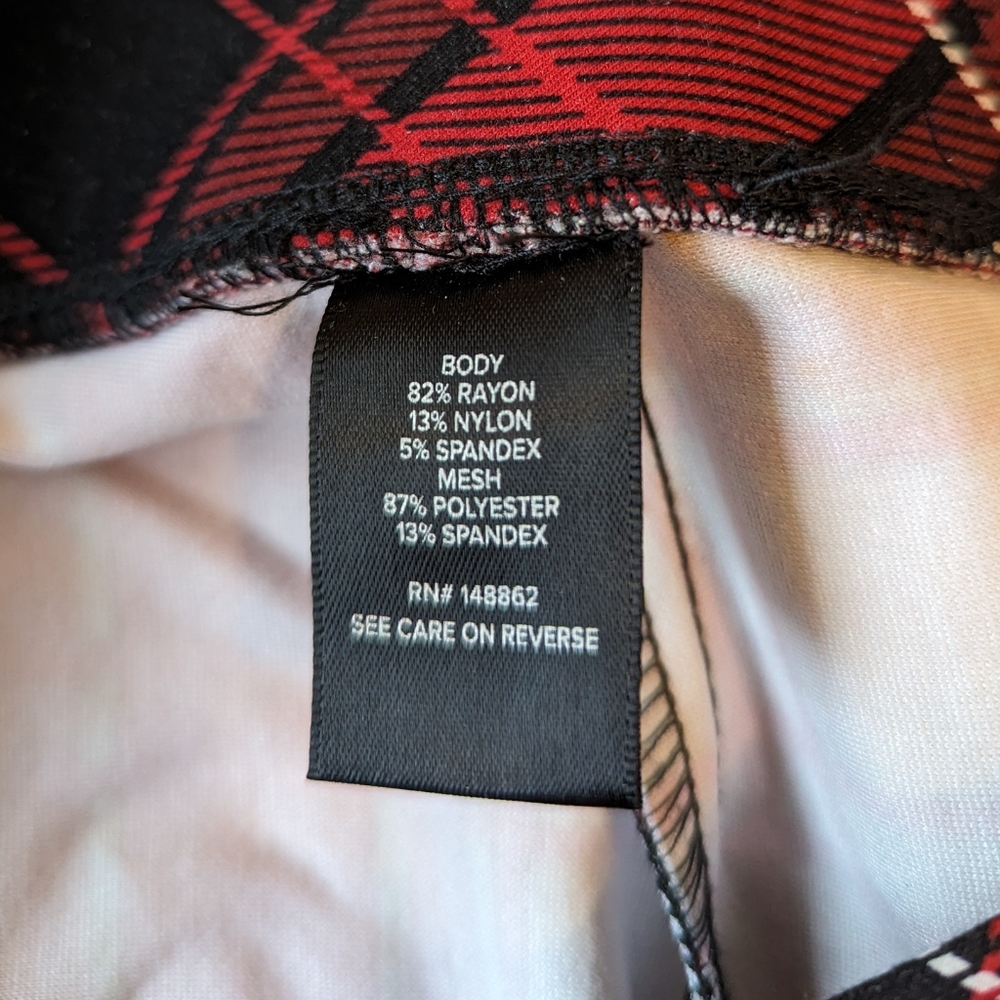 BODY
82% RAYON
13% NYLON
5% SPANDEX
MESH
87% POLYESTER
13% SPANDEX
RN# 148862
SEE CARE ON REVERSE